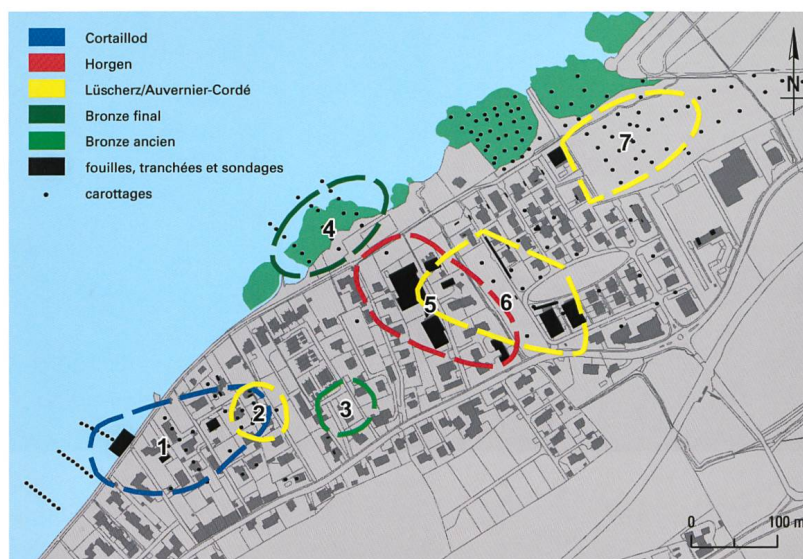 Cortaillod
Horgen
Lüscherz/Auvernier-Cordé
Bronze final
Bronze ancien
fouilles, tranchées et sondages
carottages
N
7
4
5
6
2
3
1
0 100 m